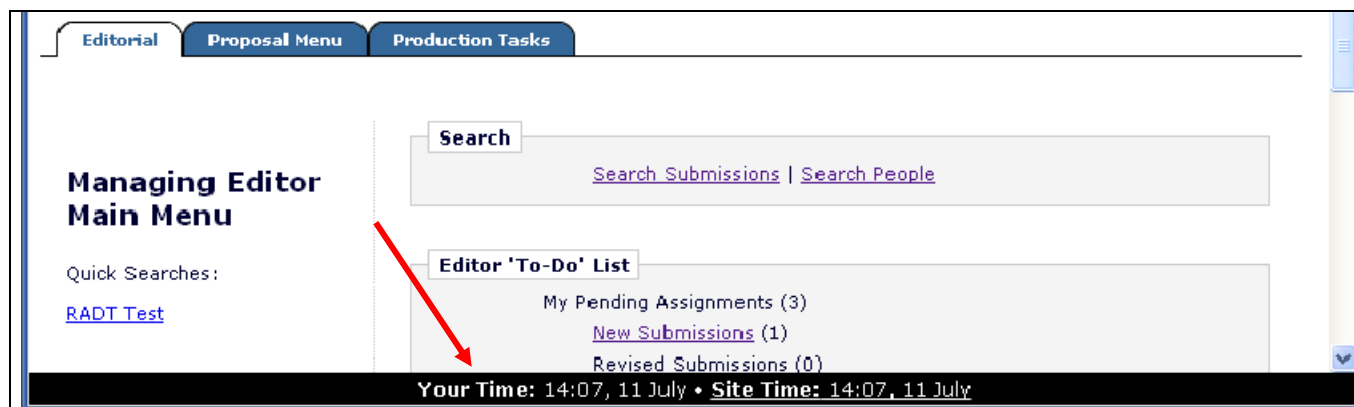 Editorial Proposal Menu Production Tasks
Search
Search Submissions | Search People
Managing Editor
Main Menu
Quick Searches:
RADT Test
Editor 'To-Do' List
My Pending Assignments (3)
New Submissions (1)
Revised Submissions (0)
Your Time: 14:07, 11 July • Site Time: 14:07, 11 July